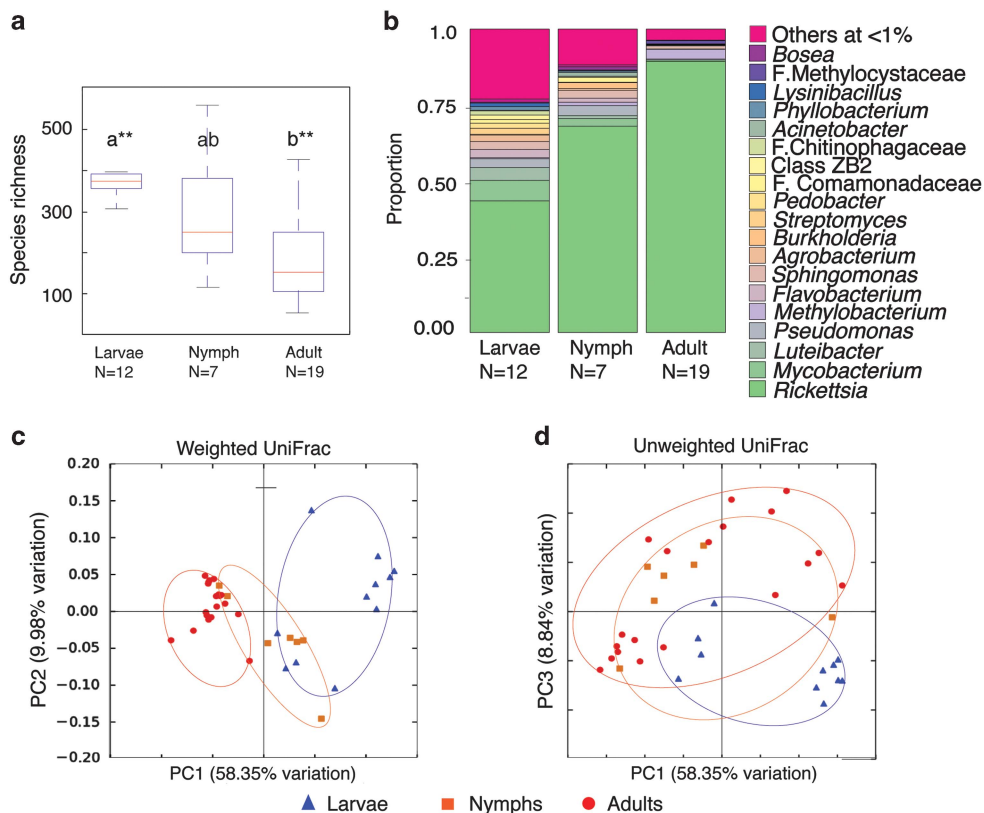 a
Species richness
500
300
100
a**
ab
b**
Larvae
N=12
Nymph
N=7
Adult
N=19
b
Proportion
1.0
0.75
0.50
0.25
0.00
Larvae
N=12
Nymph
N=7
Adult
N=19
Others at <1%
Bosea
F.Methylocystaceae
Lysinibacillus
Phyllobacterium
Acinetobacter
F.Chitinophagaceae
Class ZB2
F. Comamonadaceae
Pedobacter
Streptomyces
Burkholderia
Agrobacterium
Sphingomonas
Flavobacterium
Methylobacterium
Pseudomonas
Luteibacter
Mycobacterium
Rickettsia
c
Weighted UniFrac
PC2 (9.98% variation)
0.20
0.15
0.10
0.05
0.00
−0.05
−0.10
−0.15
−0.20
PC1 (58.35% variation)
d
Unweighted UniFrac
PC3 (8.84% variation)
PC1 (58.35% variation)
Larvae
Nymphs
Adults